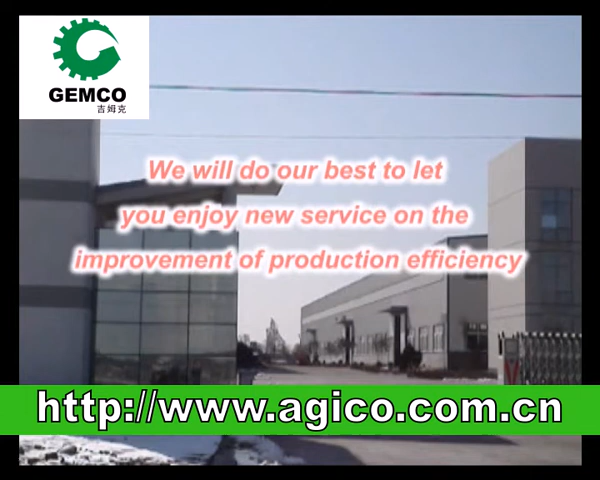 GEMCO
吉姆克
We will do our best to let
you enjoy new service on the
improvement of production efficiency
http://www.agico.com.cn